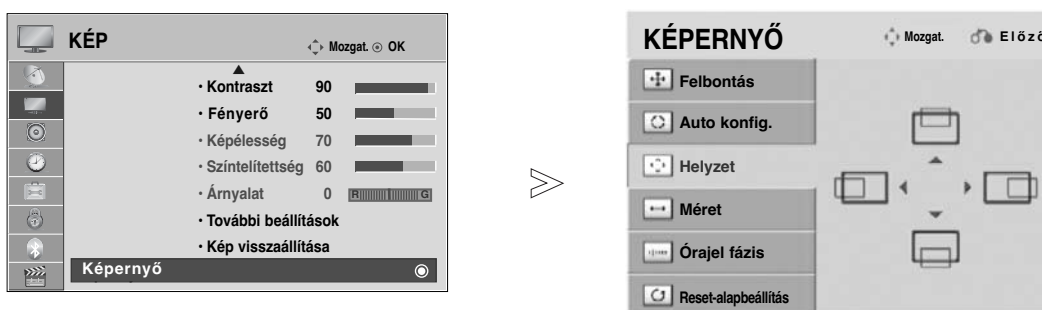 KÉP
Mozgat. OK
• Kontraszt 90
• Fényerő 50
• Képélesség 70
• Színtelítettség 60
• Árnyalat 0 R G
• További beállítások
• Kép visszaállítása
Képernyő
KÉPERNYŐ
Mozgat. Előző
Felbontás
Auto konfig.
Helyzet
Méret
Órajel fázis
Reset-alapbeállítás